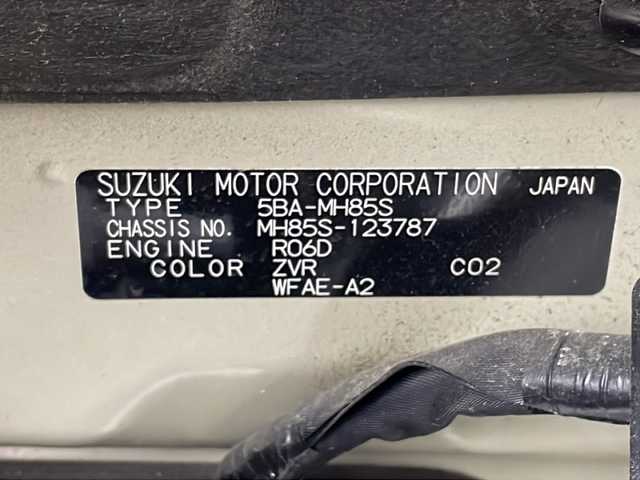 SUZUKI MOTOR CORPORATION JAPAN
TYPE 5BA-MH85S
CHASSIS NO. MH85S-123787
ENGINE R06D
COLOR ZVR C02
WFAE-A2